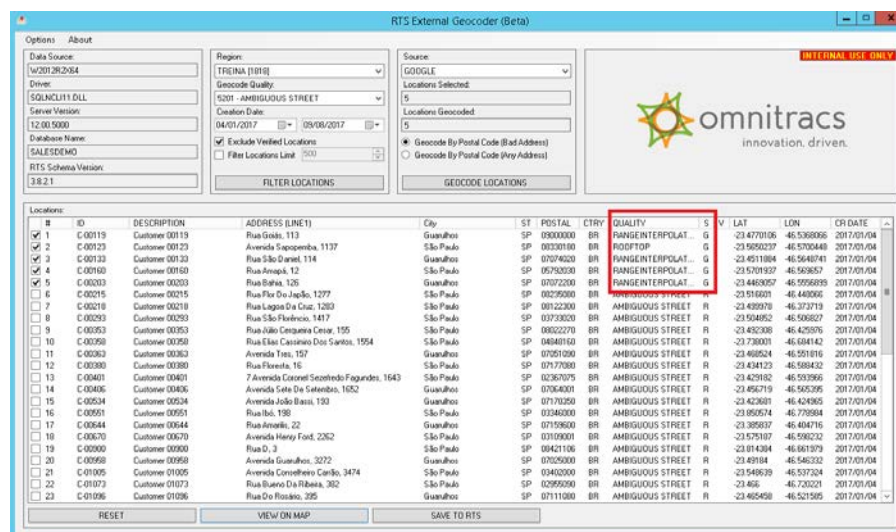 RTS External Geocoder (Beta)
Options About
Data Source:
W2012R2X64
Driver:
SQLNCLI11.DLL
Server Version:
12.00.5000
Database Name:
SALESDEMO
RTS Schema Version:
3.8.2.1
Region:
TREINA [1818]
Geocode Quality:
5201 - AMBIGUOUS STREET
Creation Date:
04/01/2017 09/08/2017
Exclude Verified Locations
Filter Locations Limit 500
FILTER LOCATIONS
Source:
GOOGLE
Locations Selected:
5
Locations Geocoded:
5
Geocode By Postal Code (Bad Address)
Geocode By Postal Code (Any Address)
GEOCODE LOCATIONS
INTERNAL USE ONLY
omnitracs
innovation. driven.
Locations:
# ID DESCRIPTION ADDRESS (LINE1) City ST POSTAL CTRY QUALITY S V LAT LON CR DATE
1 C-00119 Customer 00119 Rua Goiás, 113 Guarulhos SP 09000000 BR RANGEINTERPOLAT... G -23.4770106 -46.5368066 2017/01/04
2 C-00123 Customer 00123 Avenida Sapopemba, 1137 São Paulo SP 08330180 BR ROOFTOP G -23.5650237 -46.5700448 2017/01/04
3 C-00133 Customer 00133 Rua São Daniel, 114 Guarulhos SP 07074020 BR RANGEINTERPOLAT... G -23.4511884 -46.5648741 2017/01/04
4 C-00160 Customer 00160 Rua Amapá, 12 São Paulo SP 05792030 BR RANGEINTERPOLAT... G -23.5701937 -46.569657 2017/01/04
5 C-00203 Customer 00203 Rua Bahia, 126 Guarulhos SP 07072200 BR RANGEINTERPOLAT... G -23.4469057 -46.5556899 2017/01/04
6 C-00215 Customer 00215 Rua Flor Do Japão, 1277 São Paulo SP 08235080 BR AMBIGUOUS STREET R -23.516601 -46.448066 2017/01/04
7 C-00218 Customer 00218 Rua Lagoa Da Cruz, 1283 São Paulo SP 08122300 BR AMBIGUOUS STREET R -23.499978 -46.373719 2017/01/04
8 C-00293 Customer 00293 Rua São Florêncio, 1417 São Paulo SP 03733020 BR AMBIGUOUS STREET R -23.504852 -46.506827 2017/01/04
9 C-00353 Customer 00353 Rua Júlio Cerqueira Cesar, 155 São Paulo SP 08022270 BR AMBIGUOUS STREET R -23.492308 -46.425976 2017/01/04
10 C-00358 Customer 00358 Rua Elias Cassimiro Dos Santos, 1554 São Paulo SP 04848160 BR AMBIGUOUS STREET R -23.738001 -46.684142 2017/01/04
11 C-00363 Customer 00363 Avenida Tres, 157 Guarulhos SP 07051090 BR AMBIGUOUS STREET R -23.468524 -46.551816 2017/01/04
12 C-00380 Customer 00380 Rua Floresta, 16 São Paulo SP 07177080 BR AMBIGUOUS STREET R -23.434123 -46.588432 2017/01/04
13 C-00401 Customer 00401 7 Avenida Coronel Sezefredo Fagundes, 1643 São Paulo SP 02367075 BR AMBIGUOUS STREET R -23.429182 -46.593966 2017/01/04
14 C-00406 Customer 00406 Avenida Sete De Setembro, 1652 Guarulhos SP 07064001 BR AMBIGUOUS STREET R -23.456719 -46.565395 2017/01/04
15 C-00534 Customer 00534 Avenida João Bassi, 193 Guarulhos SP 07170350 BR AMBIGUOUS STREET R -23.423681 -46.424965 2017/01/04
16 C-00551 Customer 00551 Rua Ibó, 198 São Paulo SP 03346000 BR AMBIGUOUS STREET R -23.850574 -46.778984 2017/01/04
17 C-00644 Customer 00644 Rua Amarilis, 22 Guarulhos SP 07159600 BR AMBIGUOUS STREET R -23.385837 -46.404716 2017/01/04
18 C-00670 Customer 00670 Avenida Henry Ford, 2262 São Paulo SP 03109001 BR AMBIGUOUS STREET R -23.575187 -46.598232 2017/01/04
19 C-00900 Customer 00900 Rua D, 3 São Paulo SP 08421106 BR AMBIGUOUS STREET R -23.814384 -46.661979 2017/01/04
20 C-00958 Customer 00958 Avenida Guarulhos, 3272 Guarulhos SP 07025000 BR AMBIGUOUS STREET R -23.49184 -46.546332 2017/01/04
21 C-01005 Customer 01005 Avenida Conselheiro Carrão, 3474 São Paulo SP 03402000 BR AMBIGUOUS STREET R -23.548639 -46.537324 2017/01/04
22 C-01073 Customer 01073 Rua Bueno Da Ribeira, 382 São Paulo SP 02955090 BR AMBIGUOUS STREET R -23.466 -46.720221 2017/01/04
23 C-01096 Customer 01096 Rua Do Rosário, 395 Guarulhos SP 07111080 BR AMBIGUOUS STREET R -23.465458 -46.521585 2017/01/04
RESET VIEW ON MAP SAVE TO RTS